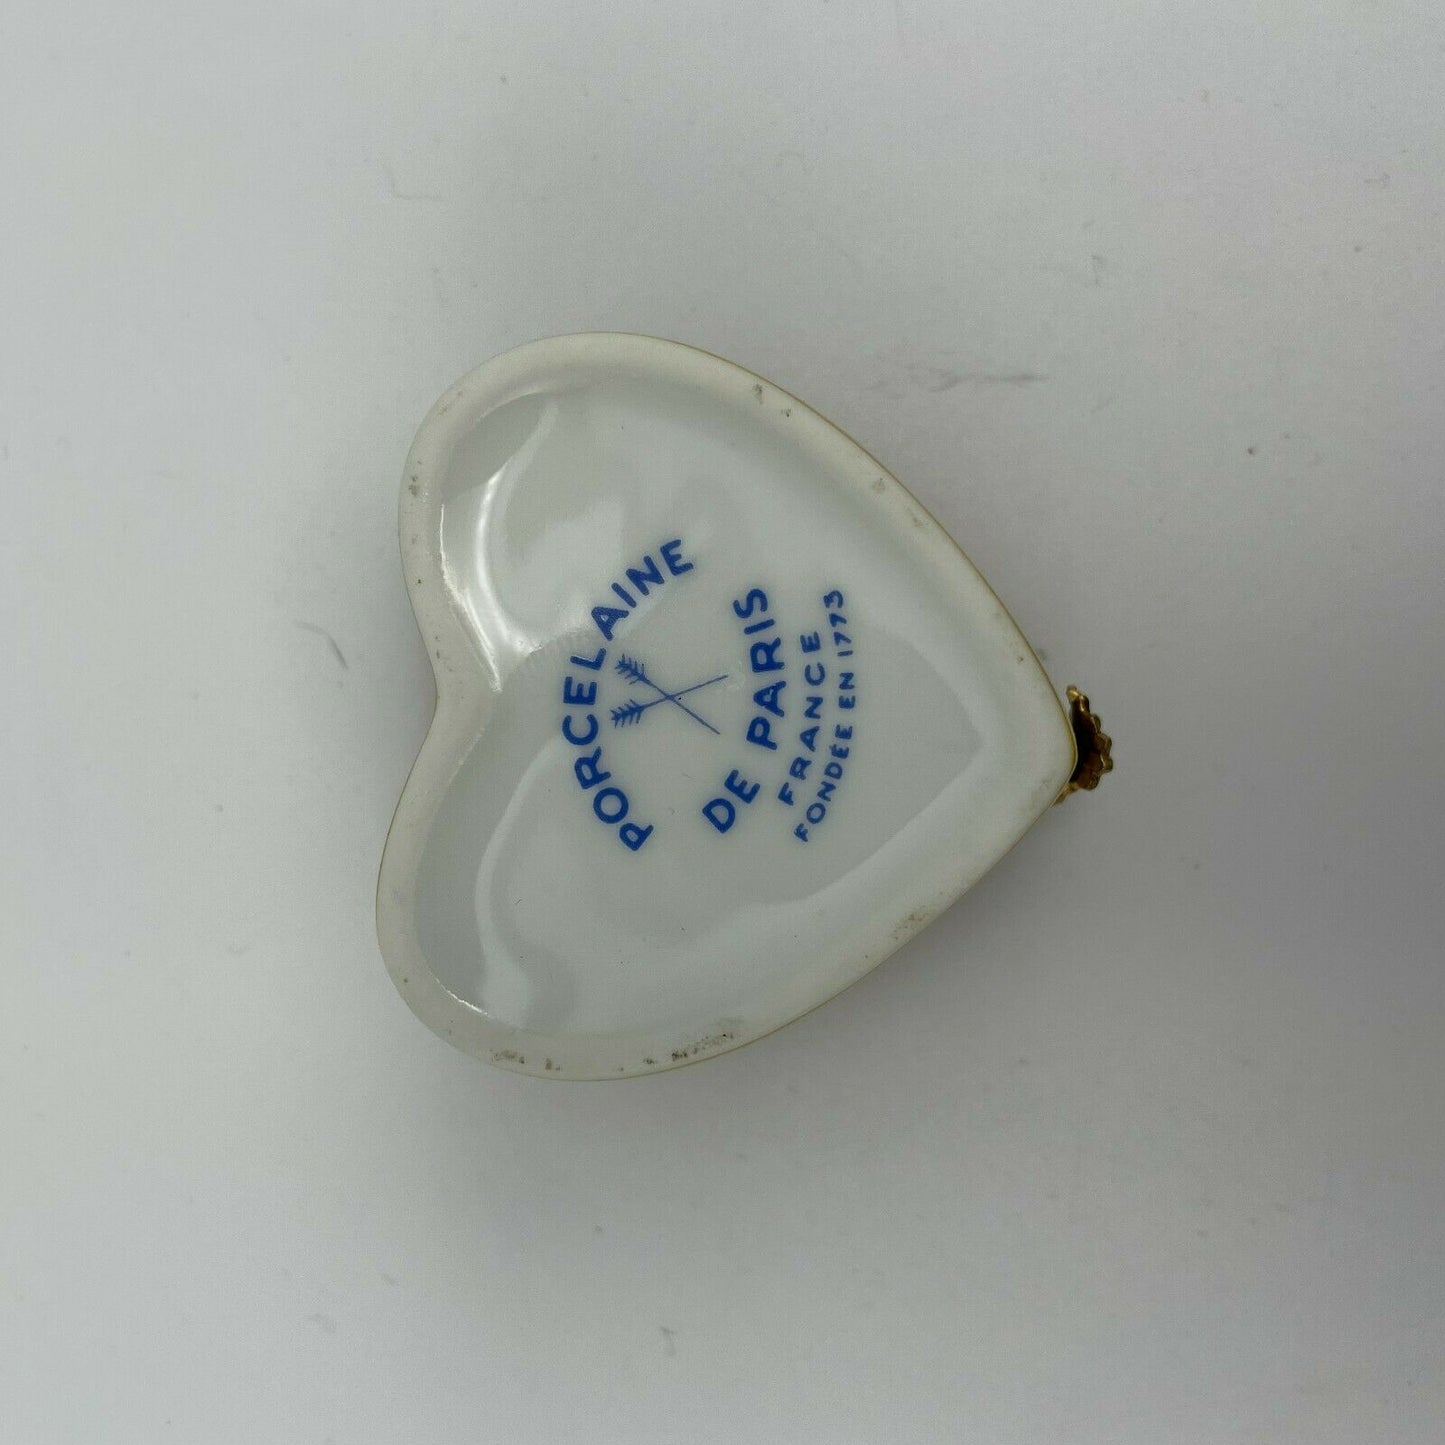 PORCELAINE
DE PARIS
FRANCE
FONDÉE EN 1773